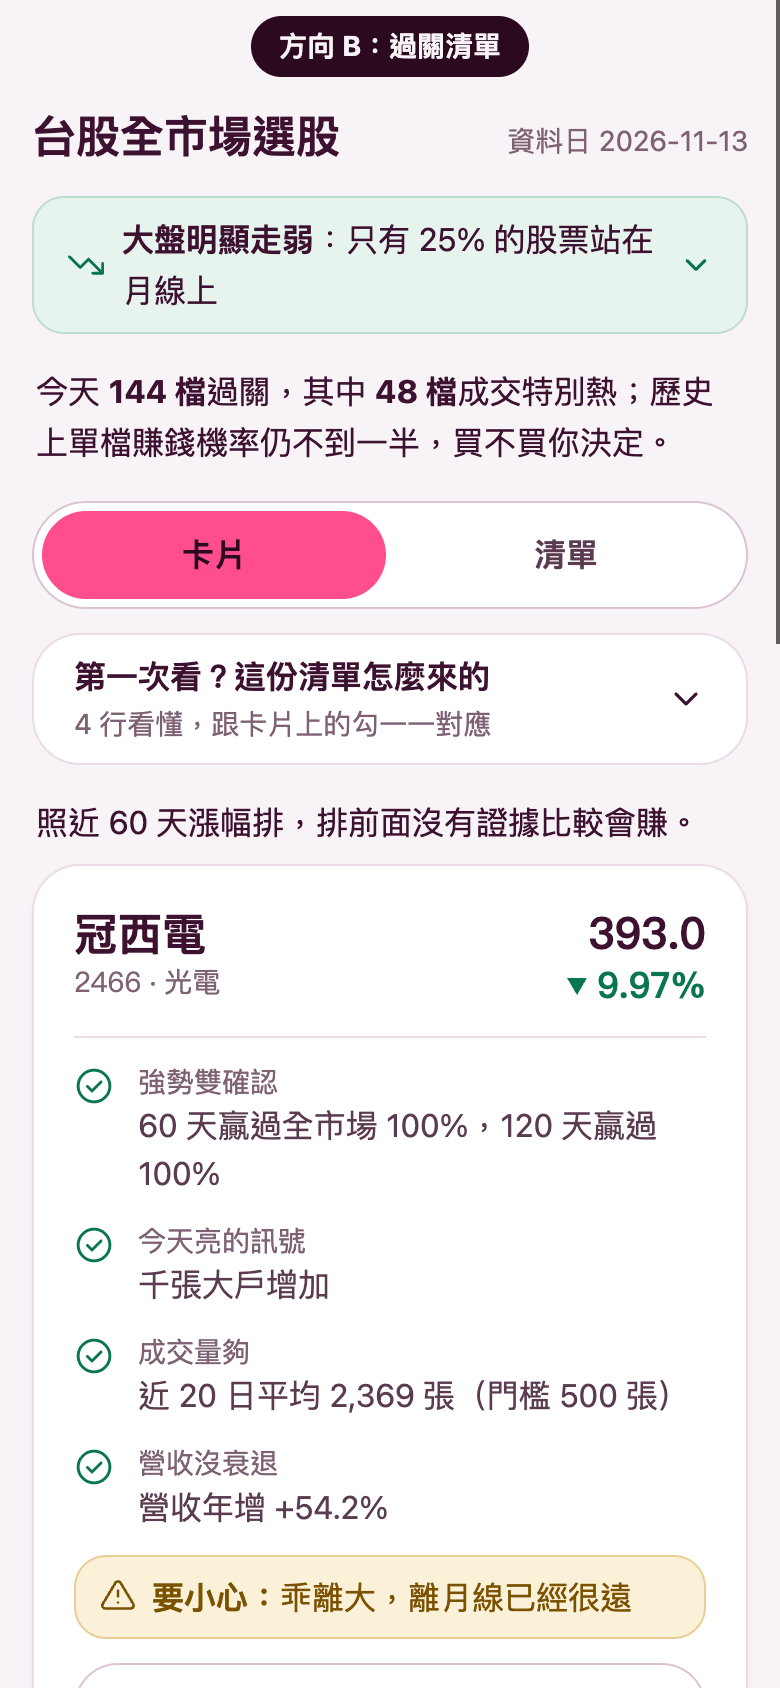 方向 B：過關清單
台股全市場選股
資料日 2026-11-13
大盤明顯走弱：只有 25% 的股票站在
月線上
今天 144 檔過關，其中 48 檔成交特別熱；歷史
上單檔賺錢機率仍不到一半，買不買你決定。
卡片
清單
第一次看？這份清單怎麼來的
4 行看懂，跟卡片上的勾一一對應
照近 60 天漲幅排，排前面沒有證據比較會賺。
冠西電
393.0
2466 · 光電
▼ 9.97%
強勢雙確認
60 天贏過全市場 100%，120 天贏過
100%
今天亮的訊號
千張大戶增加
成交量夠
近 20 日平均 2,369 張（門檻 500 張）
營收沒衰退
營收年增 +54.2%
要小心：乖離大，離月線已經很遠